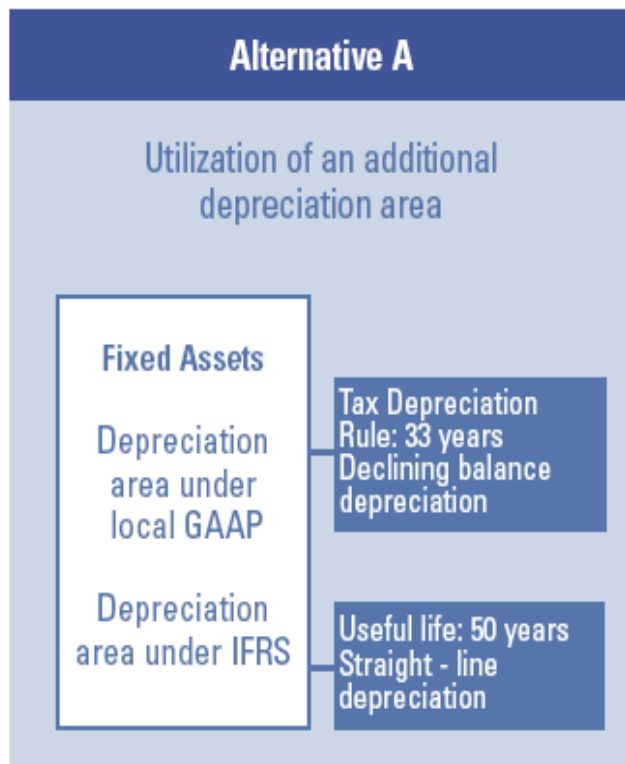 Alternative A
Utilization of an additional
depreciation area
Fixed Assets
Depreciation
area under
local GAAP
Tax Depreciation
Rule: 33 years
Declining balance
depreciation
Depreciation
area under IFRS
Useful life: 50 years
Straight - line
depreciation